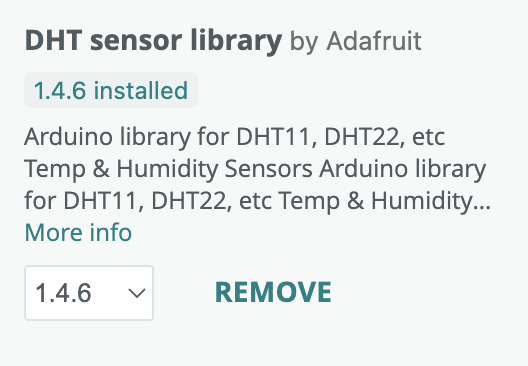 DHT sensor library by Adafruit
1.4.6 installed
Arduino library for DHT11, DHT22, etc
Temp & Humidity Sensors Arduino library
for DHT11, DHT22, etc Temp & Humidity...
More info
1.4.6
REMOVE